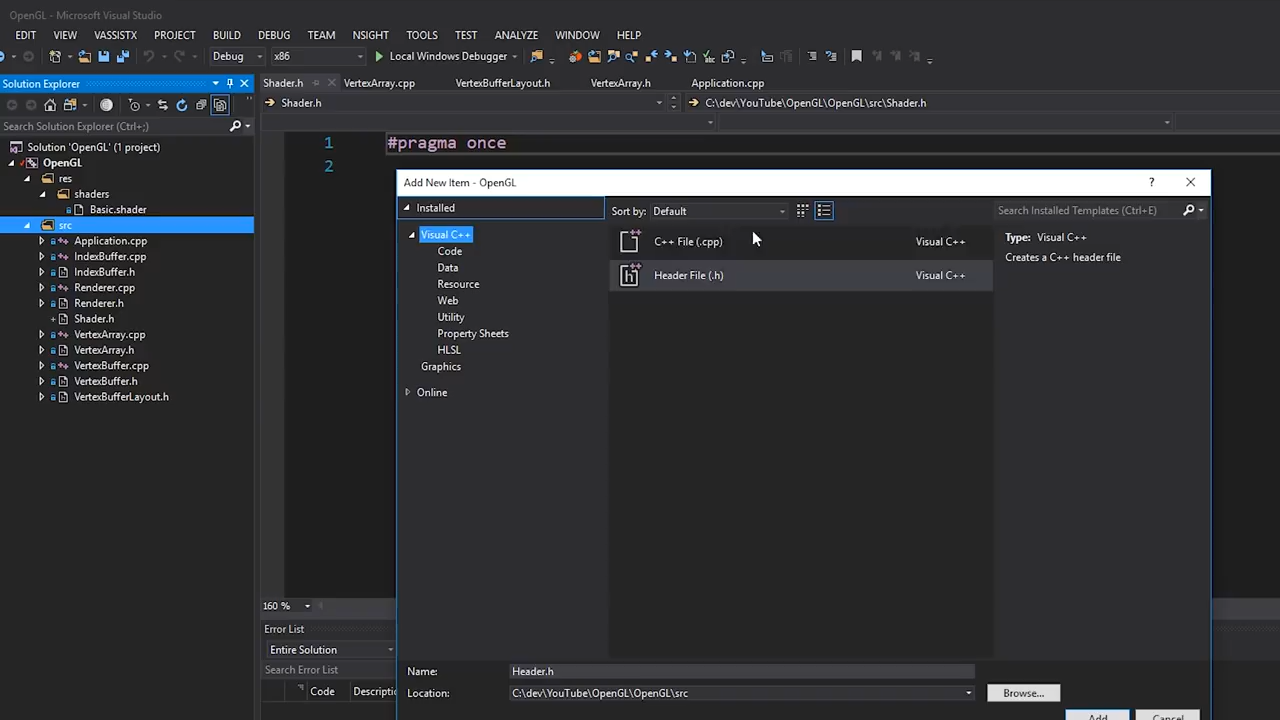 OpenGL - Microsoft Visual Studio
EDIT VIEW VASSISTX PROJECT BUILD DEBUG TEAM NSIGHT TOOLS TEST ANALYZE WINDOW HELP
Debug x86 Local Windows Debugger
Solution Explorer
Shader.h VertexArray.cpp VertexBufferLayout.h VertexArray.h Application.cpp
Shader.h C:\dev\YouTube\OpenGL\OpenGL\src\Shader.h
Search Solution Explorer (Ctrl+;)
Solution 'OpenGL' (1 project)
OpenGL
res
shaders
Basic.shader
src
Application.cpp
IndexBuffer.cpp
IndexBuffer.h
Renderer.cpp
Renderer.h
Shader.h
VertexArray.cpp
VertexArray.h
VertexBuffer.cpp
VertexBuffer.h
VertexBufferLayout.h
1 #pragma once
2
Add New Item - OpenGL ?
Installed
Sort by: Default
Search Installed Templates (Ctrl+E)
Visual C++
Code
Data
Resource
Web
Utility
Property Sheets
HLSL
Graphics
Online
C++ File (.cpp) Visual C++
Header File (.h) Visual C++
Type: Visual C++
Creates a C++ header file
160 %
Error List
Entire Solution
Search Error List
Code
Name: Header.h
Location: C:\dev\YouTube\OpenGL\OpenGL\src
Browse...
Add Cancel